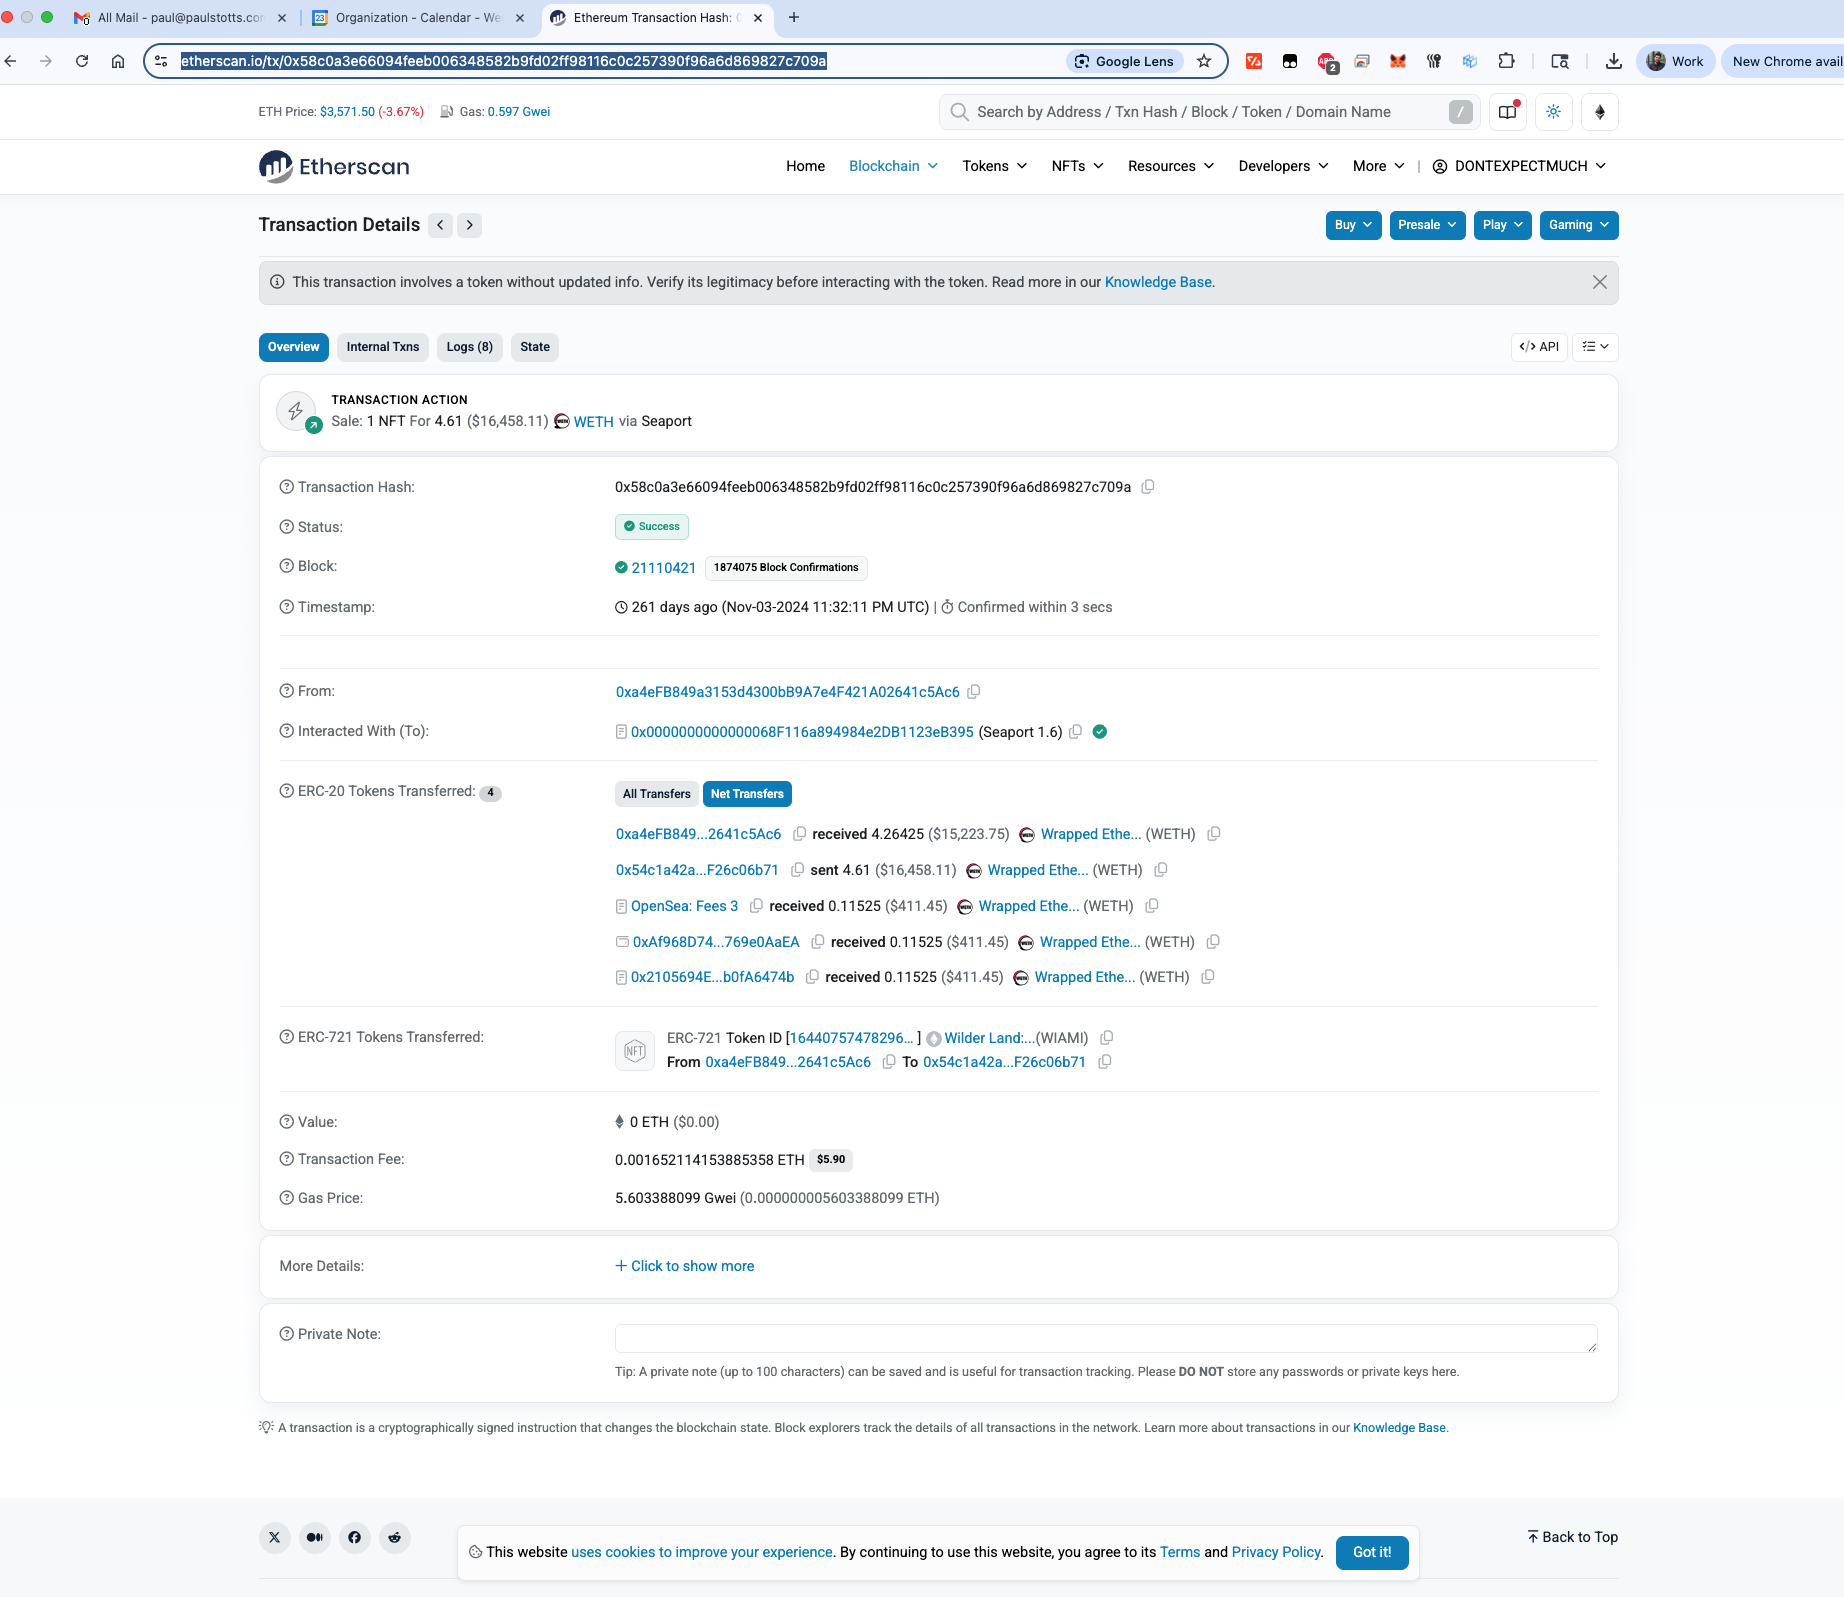 All Mail - paul@paulstotts.co
Organization - Calendar - We
Ethereum Transaction Hash:
etherscan.io/tx/0x58c0a3e66094feeb006348582b9fd02ff98116c0c257390f96a6d869827c709a
Google Lens
2
Work
New Chrome avail
ETH Price: $3,571.50 (-3.67%)
Gas: 0.597 Gwei
Search by Address / Txn Hash / Block / Token / Domain Name
/
Etherscan
Home
Blockchain
Tokens
NFTs
Resources
Developers
More
|
DONTEXPECTMUCH
Transaction Details
Buy
Presale
Play
Gaming
This transaction involves a token without updated info. Verify its legitimacy before interacting with the token. Read more in our Knowledge Base.
Overview
Internal Txns
Logs (8)
State
</> API
TRANSACTION ACTION
Sale: 1 NFT For 4.61 ($16,458.11) WETH via Seaport
Transaction Hash:
0x58c0a3e66094feeb006348582b9fd02ff98116c0c257390f96a6d869827c709a
Status:
Success
Block:
21110421
1874075 Block Confirmations
Timestamp:
261 days ago (Nov-03-2024 11:32:11 PM UTC) | Confirmed within 3 secs
From:
0xa4eFB849a3153d4300bB9A7e4F421A02641c5Ac6
Interacted With (To):
0x0000000000000068F116a894984e2DB1123eB395 (Seaport 1.6)
ERC-20 Tokens Transferred: 4
All Transfers
Net Transfers
0xa4eFB849...2641c5Ac6 received 4.26425 ($15,223.75) Wrapped Ethe... (WETH)
0x54c1a42a...F26c06b71 sent 4.61 ($16,458.11) Wrapped Ethe... (WETH)
OpenSea: Fees 3 received 0.11525 ($411.45) Wrapped Ethe... (WETH)
0xAf968D74...769e0AaEA received 0.11525 ($411.45) Wrapped Ethe... (WETH)
0x2105694E...b0fA6474b received 0.11525 ($411.45) Wrapped Ethe... (WETH)
ERC-721 Tokens Transferred:
NFT
ERC-721 Token ID [16440757478296... ] Wilder Land:...(WIAMI)
From 0xa4eFB849...2641c5Ac6 To 0x54c1a42a...F26c06b71
Value:
0 ETH ($0.00)
Transaction Fee:
0.001652114153885358 ETH $5.90
Gas Price:
5.603388099 Gwei (0.000000005603388099 ETH)
More Details:
Click to show more
Private Note:
Tip: A private note (up to 100 characters) can be saved and is useful for transaction tracking. Please DO NOT store any passwords or private keys here.
A transaction is a cryptographically signed instruction that changes the blockchain state. Block explorers track the details of all transactions in the network. Learn more about transactions in our Knowledge Base.
This website uses cookies to improve your experience. By continuing to use this website, you agree to its Terms and Privacy Policy.
Got it!
Back to Top